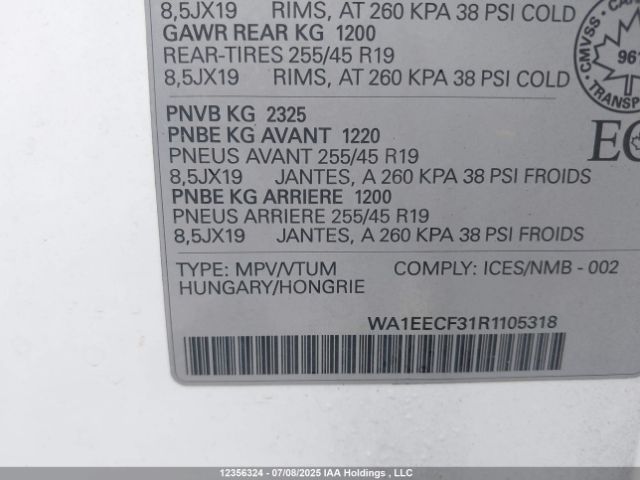 8,5JX19 RIMS, AT 260 KPA 38 PSI COLD
GAWR REAR KG 1200
REAR-TIRES 255/45 R19
8,5JX19 RIMS, AT 260 KPA 38 PSI COLD
CMVSS
961
TRANSP
PNVB KG 2325
PNBE KG AVANT 1220
PNEUS AVANT 255/45 R19
8,5JX19 JANTES, A 260 KPA 38 PSI FROIDS
PNBE KG ARRIERE 1200
PNEUS ARRIERE 255/45 R19
8,5JX19 JANTES, A 260 KPA 38 PSI FROIDS
TYPE: MPV/VTUM COMPLY: ICES/NMB - 002
HUNGARY/HONGRIE
WA1EECF31R1105318
12356324 - 07/08/2025 IAA Holdings , LLC